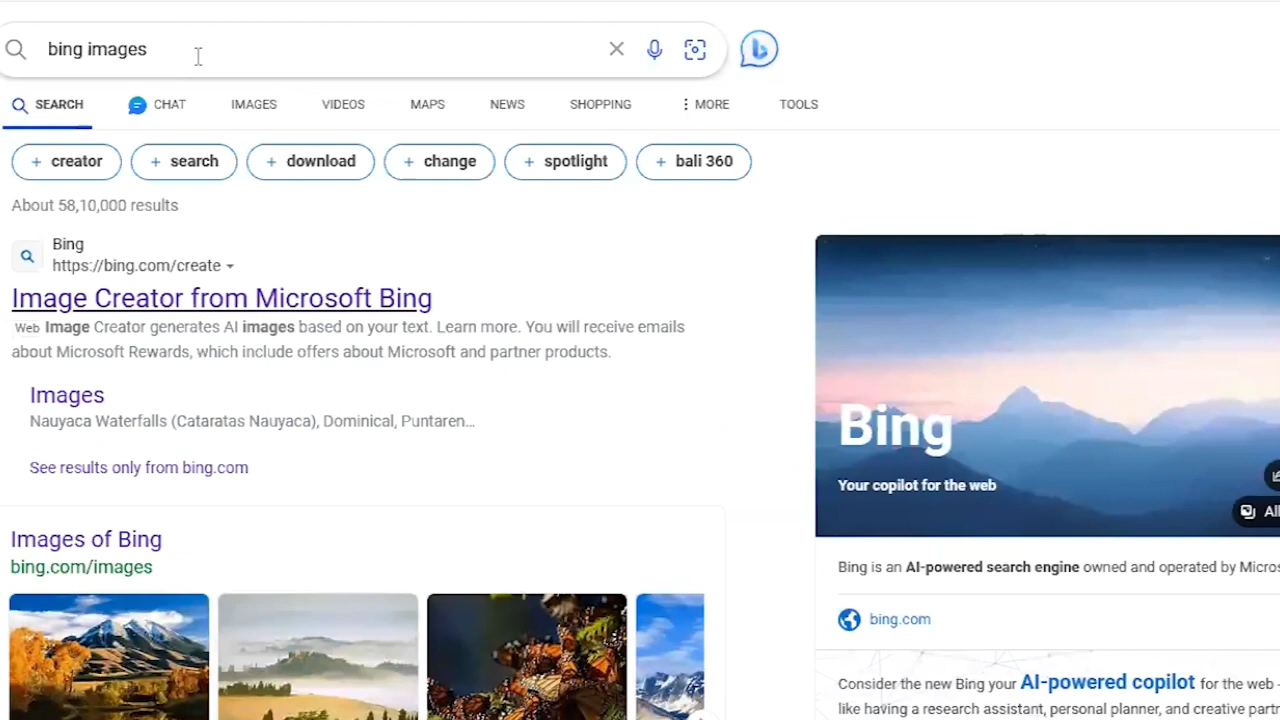 bing images
SEARCH CHAT IMAGES VIDEOS MAPS NEWS SHOPPING MORE TOOLS
+ creator + search + download + change + spotlight + bali 360
About 58,10,000 results
Bing
https://bing.com/create
Image Creator from Microsoft Bing
Web Image Creator generates AI images based on your text. Learn more. You will receive emails
about Microsoft Rewards, which include offers about Microsoft and partner products.
Images
Nauyaca Waterfalls (Cataratas Nauyaca), Dominical, Puntaren...
See results only from bing.com
Images of Bing
bing.com/images
Bing
Your copilot for the web
Bing is an AI-powered search engine owned and operated by
bing.com
Consider the new Bing your AI-powered copilot for the web -
like having a research assistant, personal planner, and creative